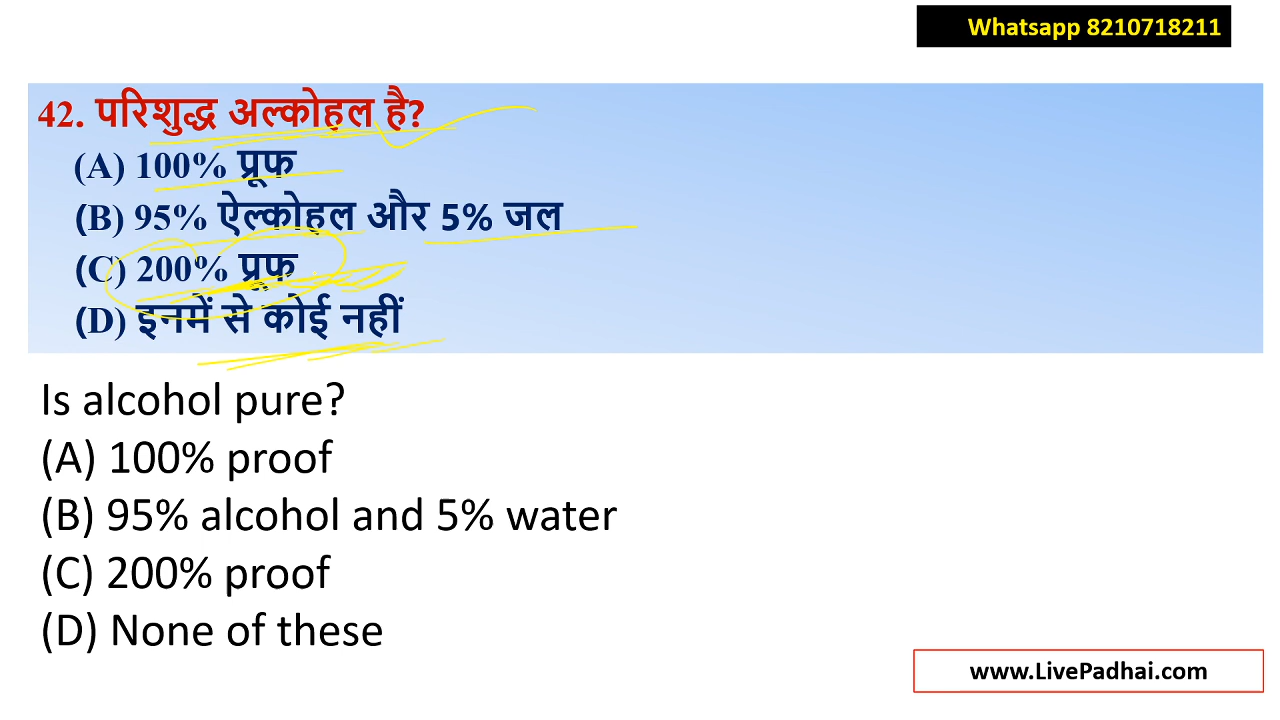 Whatsapp 8210718211
42. परिशुद्ध अल्कोहल है?
(A) 100% प्रूफ
(B) 95% ऐल्कोहल और 5% जल
(C) 200% प्रूफ
(D) इनमें से कोई नहीं
Is alcohol pure?
(A) 100% proof
(B) 95% alcohol and 5% water
(C) 200% proof
(D) None of these
www.LivePadhai.com